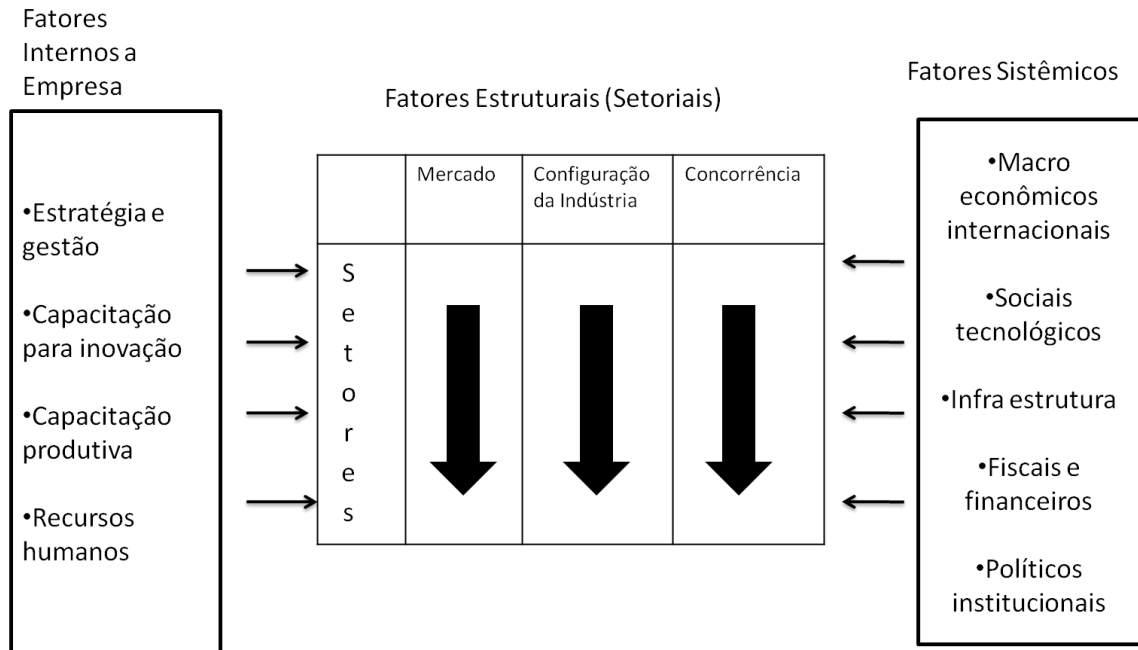 Fatores
Internos a
Empresa
•Estratégia e
gestão
•Capacitação
para inovação
•Capacitação
produtiva
•Recursos
humanos
Fatores Estruturais (Setoriais)
Mercado
Configuração
da Indústria
Concorrência
S
e
t
o
r
e
s
Fatores Sistêmicos
•Macro
econômicos
internacionais
•Sociais
tecnológicos
•Infra estrutura
•Fiscais e
financeiros
•Políticos
institucionais